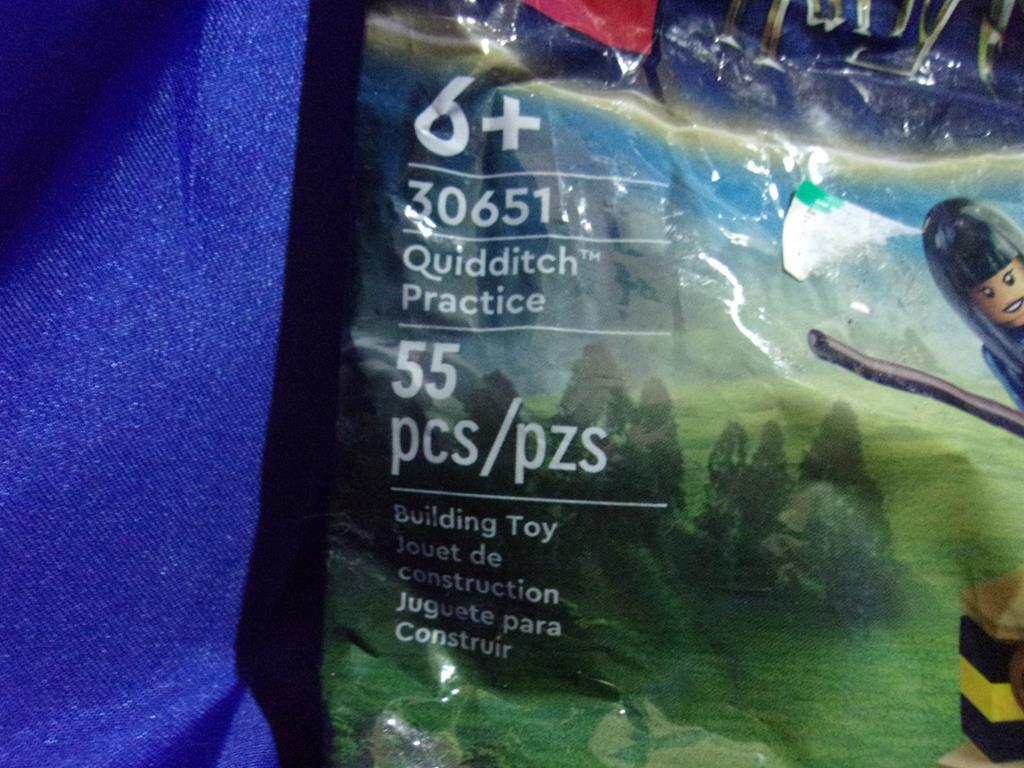 6+
30651
Quidditch™
Practice
55
pcs/pzs
Building Toy
Jouet de
construction
Juguete para
Construir